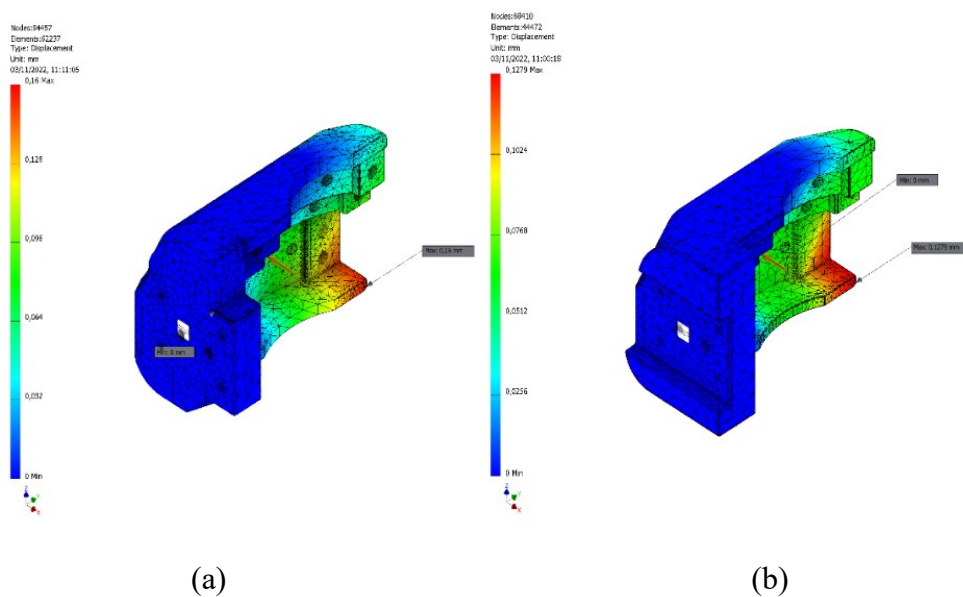 Nodes:94457
Elements:62237
Type: Displacement
Unit: mm
03/11/2022, 11:11:05
0,16 Max
0,128
0,096
0,064
0,032
0 Min
Max: 0,16 mm
Min: 0 mm
Z
Y
X
(a)
Nodes:68410
Elements:44472
Type: Displacement
Unit: mm
03/11/2022, 11:00:18
0,1279 Max
0,1024
0,0768
0,0512
0,0256
0 Min
Min: 0 mm
Max: 0,1279 mm
Z
Y
X
(b)